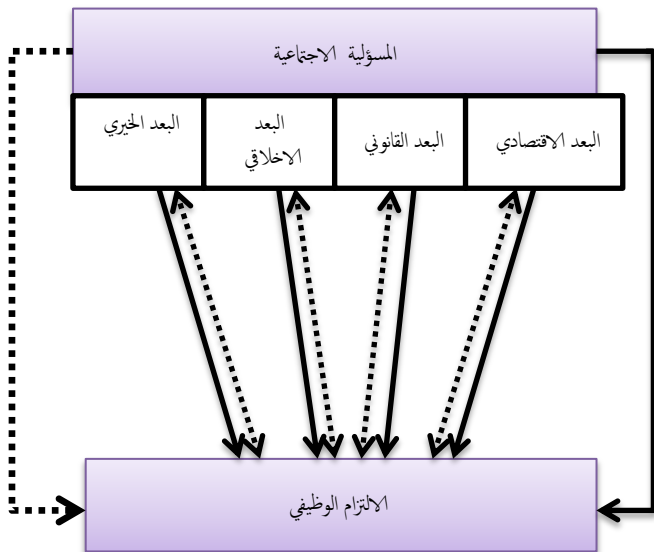 المسؤلية الاجتماعية
البعد الاقتصادي
البعد القانوني
البعد
الاخلاقي
البعد الخيري
الالتزام الوظيفي